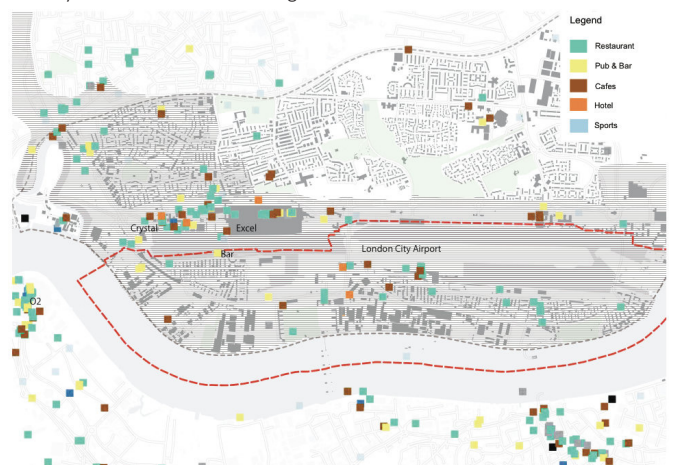 Legend
Restaurant
Pub & Bar
Cafes
Hotel
Sports
Crystal
Excel
Bar
London City Airport
O2